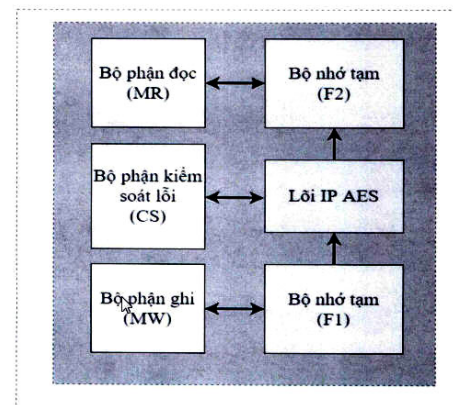 Bộ phận đọc
(MR)
Bộ nhớ tạm
(F2)
Bộ phận kiểm
soát lỗi
(CS)
Lõi IP AES
Bộ phận ghi
(MW)
Bộ nhớ tạm
(F1)